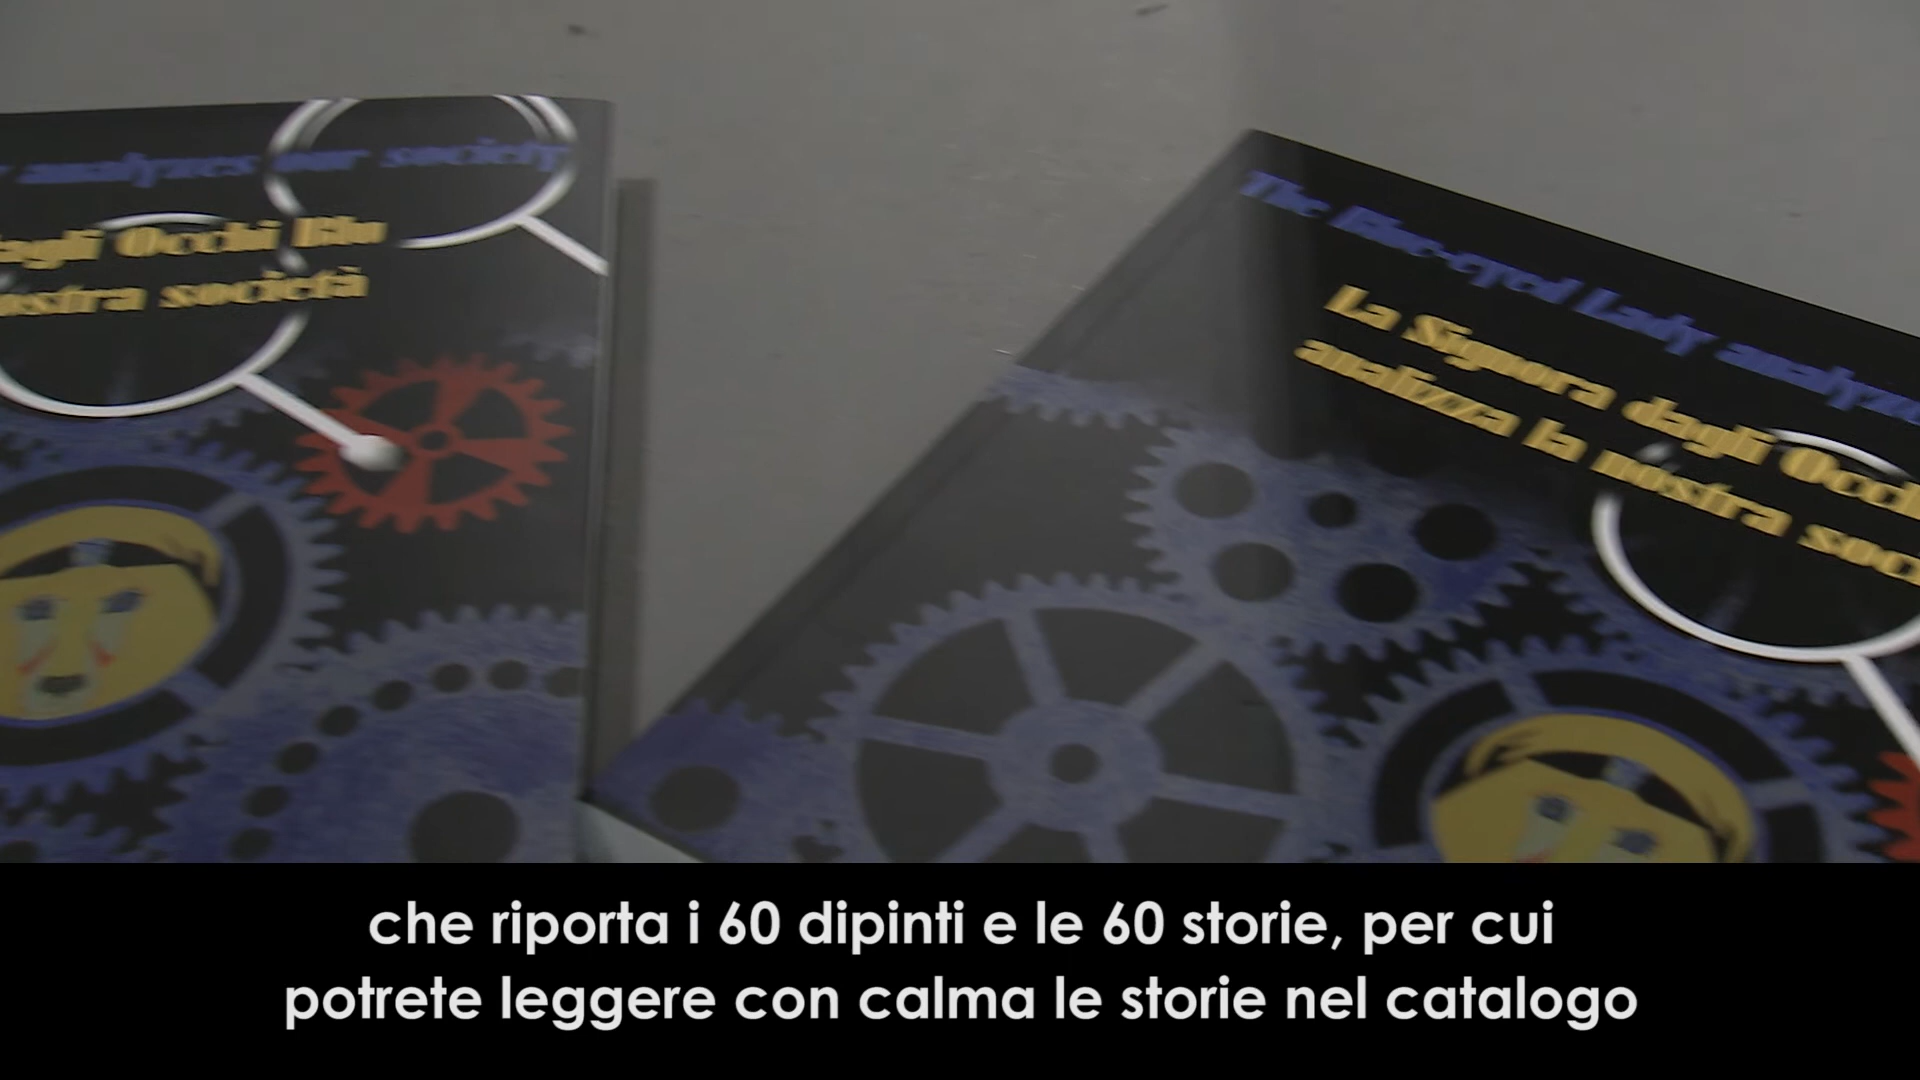 analyzes our society
dagli Occhi Blu
nostra società
The Blue-eyed Lady analyzes
La Signora dagli Occhi
analizza la nostra soc
che riporta i 60 dipinti e le 60 storie, per cui
potrete leggere con calma le storie nel catalogo